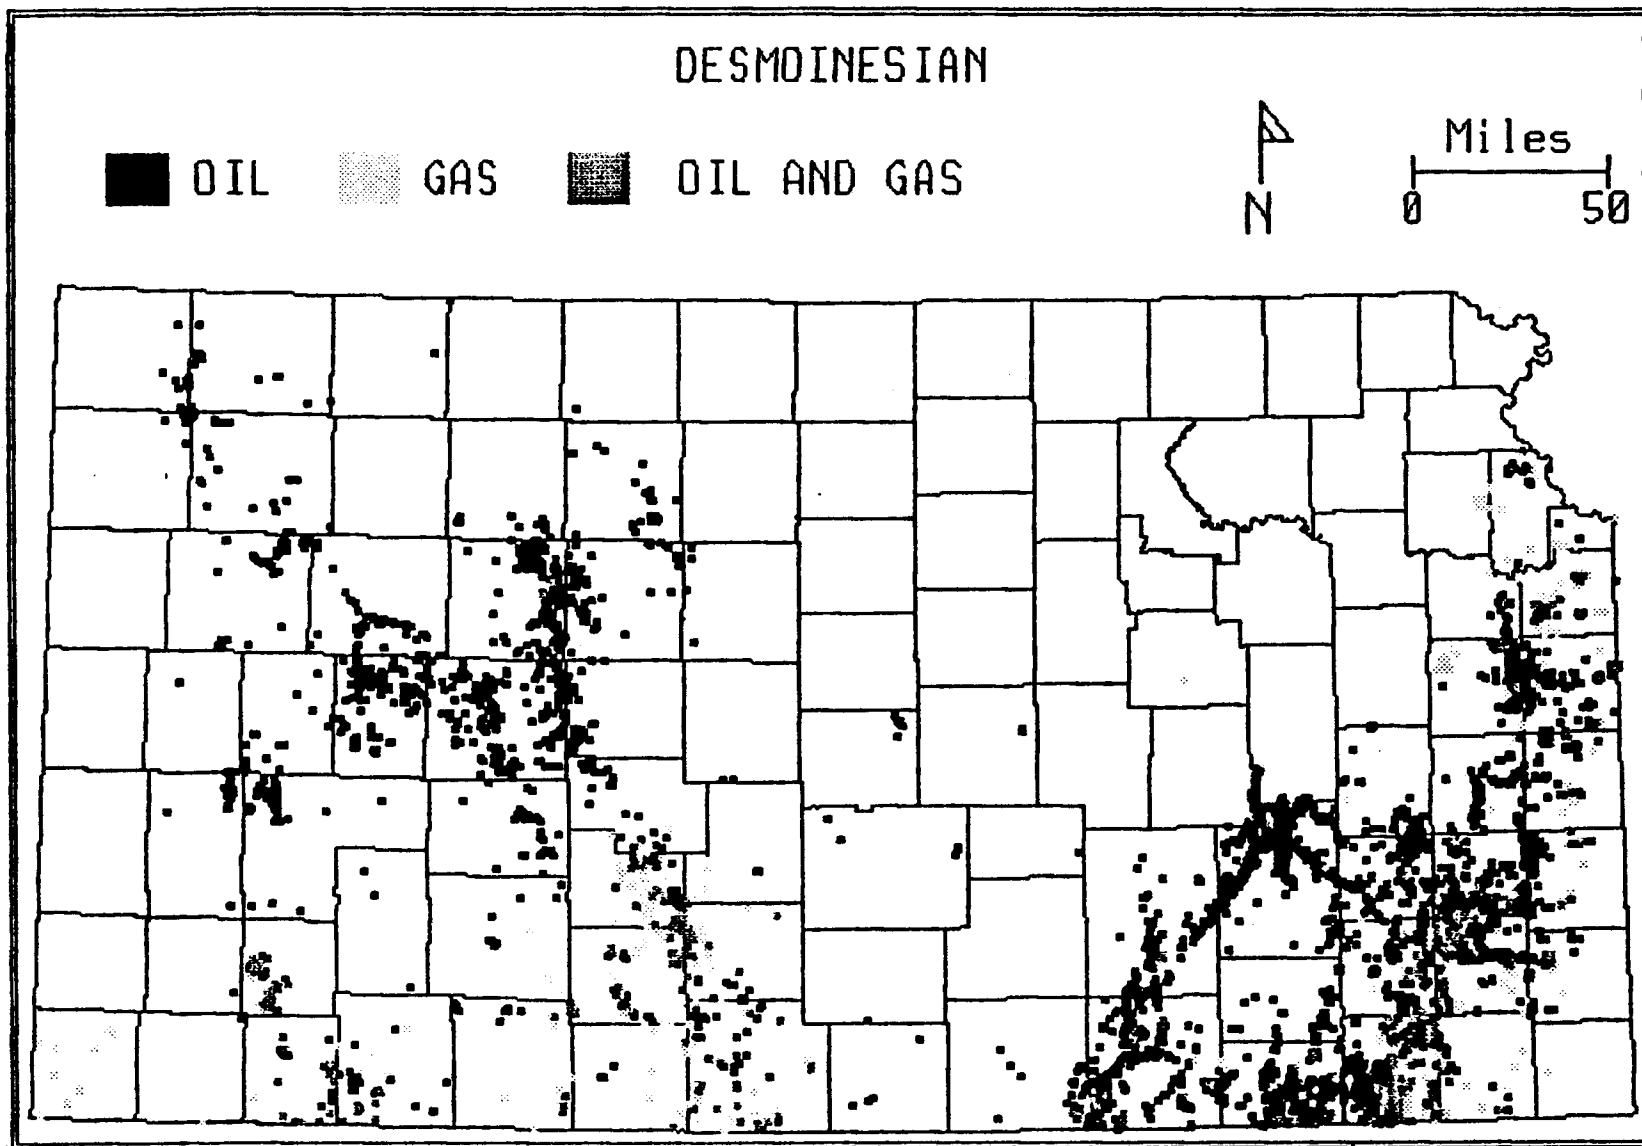 DESMOINESIAN
OIL GAS OIL AND GAS
Miles
0 50
N